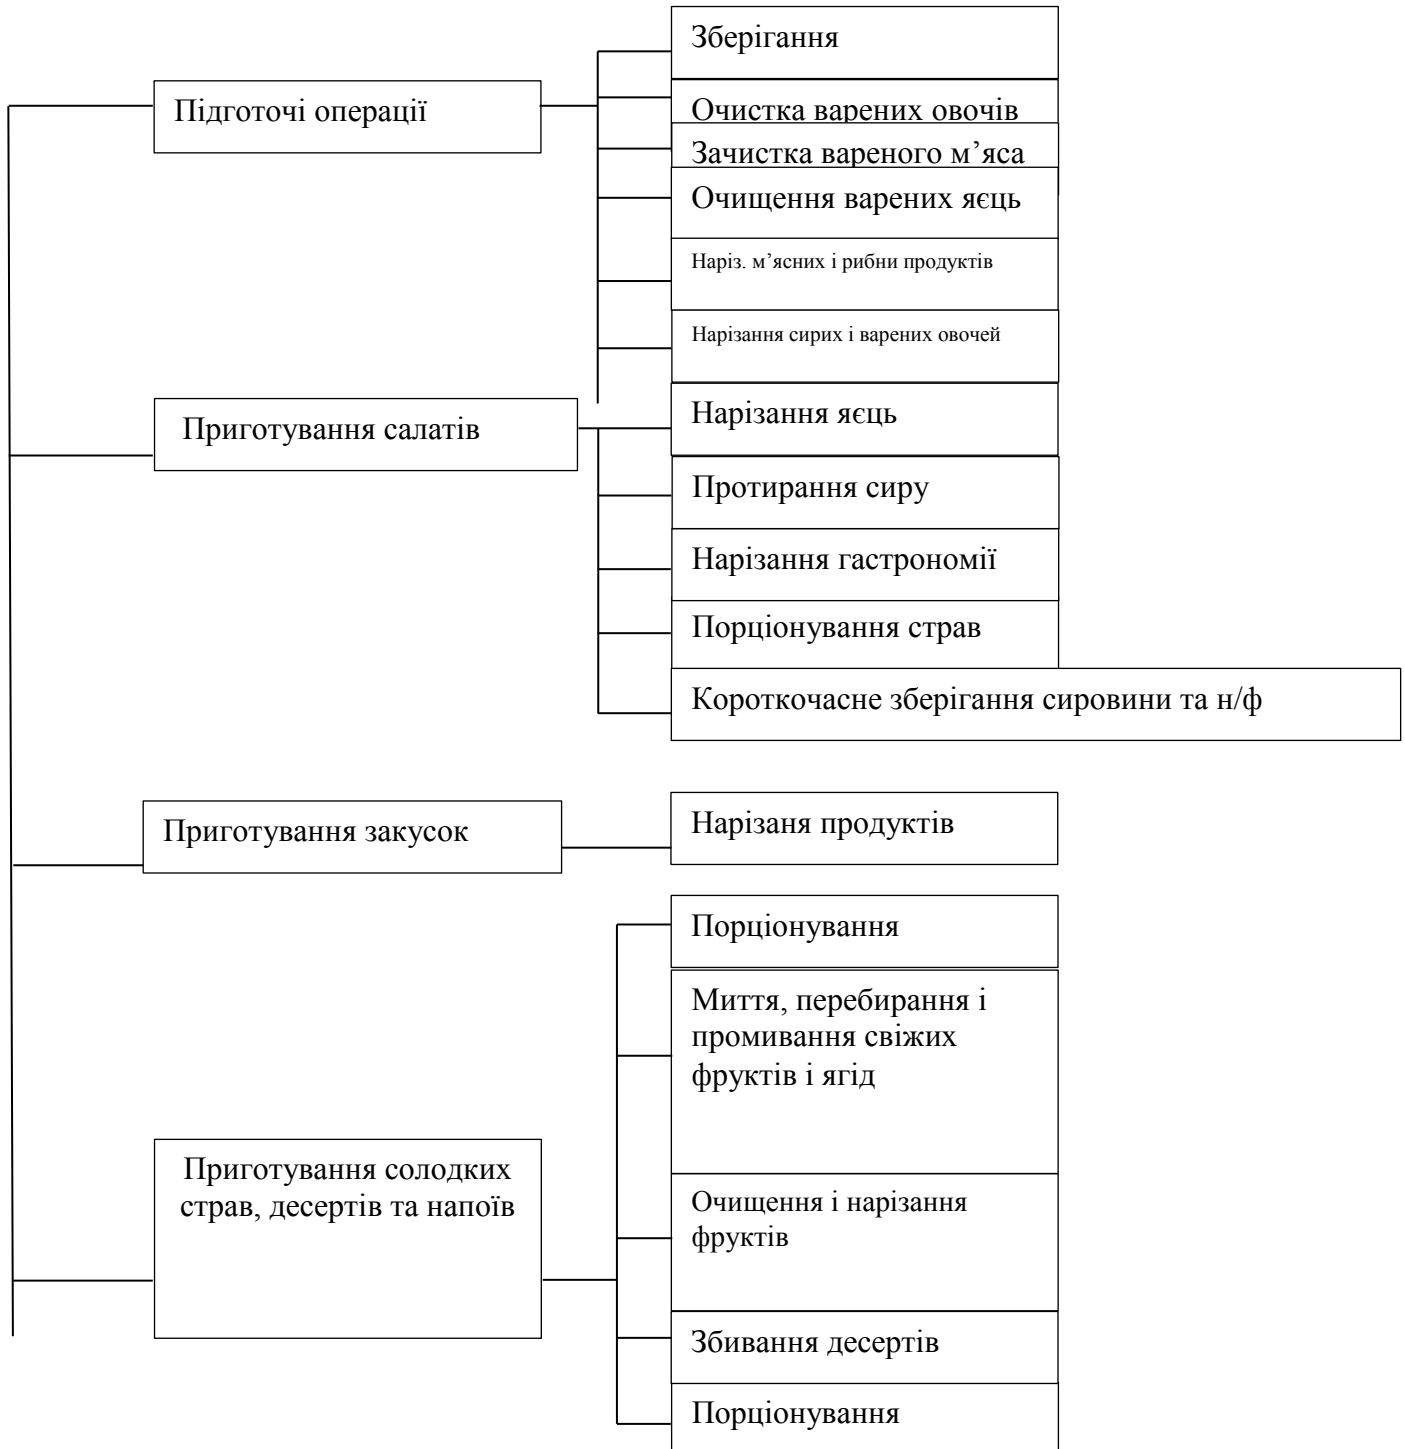 Підготочі операції
Зберігання
Очистка варених овочів
Зачистка вареного м’яса
Очищення варених яєць
Наріз. м’ясних і рибни продуктів
Нарізання сирих і варених овочей
Приготування салатів
Нарізання яєць
Протирання сиру
Нарізання гастрономії
Порціонування страв
Короткочасне зберігання сировини та н/ф
Приготування закусок
Нарізаня продуктів
Приготування солодких
страв, десертів та напоїв
Порціонування
Миття, перебирання і
промивання свіжих
фруктів і ягід
Очищення і нарізання
фруктів
Збивання десертів
Порціонування